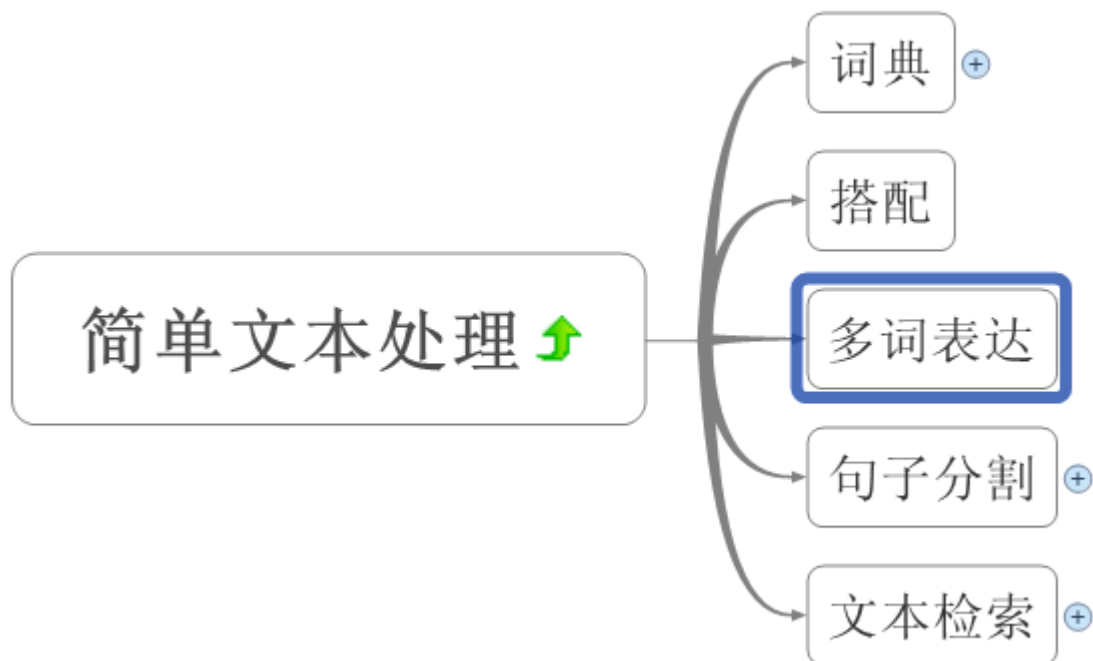 简单文本处理
词典
搭配
多词表达
句子分割
文本检索